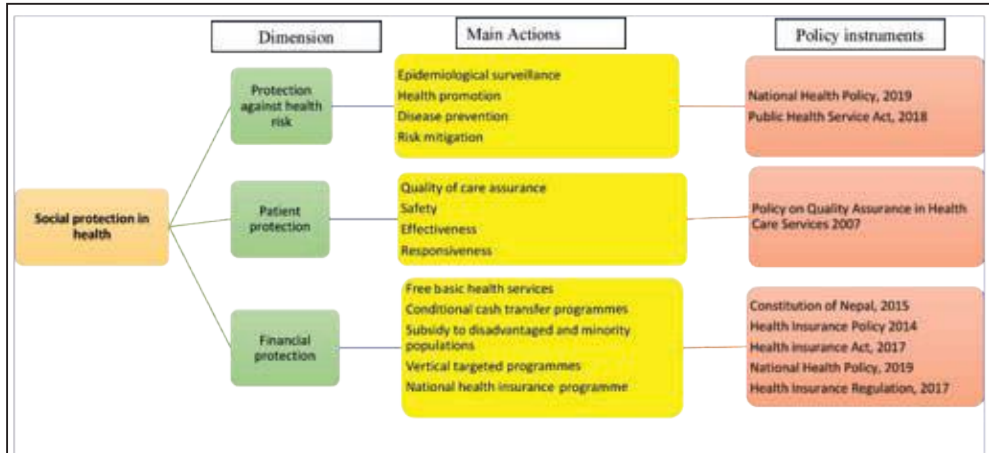 Dimension
Main Actions
Policy instruments
Protection
against health
risk
Epidemiological surveillance
Health promotion
Disease prevention
Risk mitigation
National Health Policy, 2019
Public Health Service Act, 2018
Social protection in
health
Patient
protection
Quality of care assurance
Safety
Effectiveness
Responsiveness
Policy on Quality Assurance in Health
Care Services 2007
Financial
protection
Free basic health services
Conditional cash transfer programmes
Subsidy to disadvantaged and minority
populations
Vertical targeted programmes
National health insurance programme
Constitution of Nepal, 2015
Health Insurance Policy 2014
Health insurance Act, 2017
National Health Policy, 2019
Health Insurance Regulation, 2017